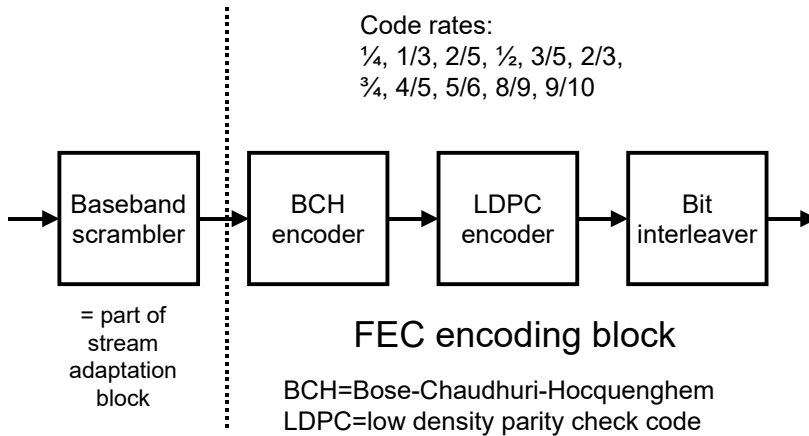 Code rates:
¼, 1/3, 2/5, ½, 3/5, 2/3,
¾, 4/5, 5/6, 8/9, 9/10
Baseband
scrambler
BCH
encoder
LDPC
encoder
Bit
interleaver
= part of
stream
adaptation
block
FEC encoding block
BCH=Bose-Chaudhuri-Hocquenghem
LDPC=low density parity check code